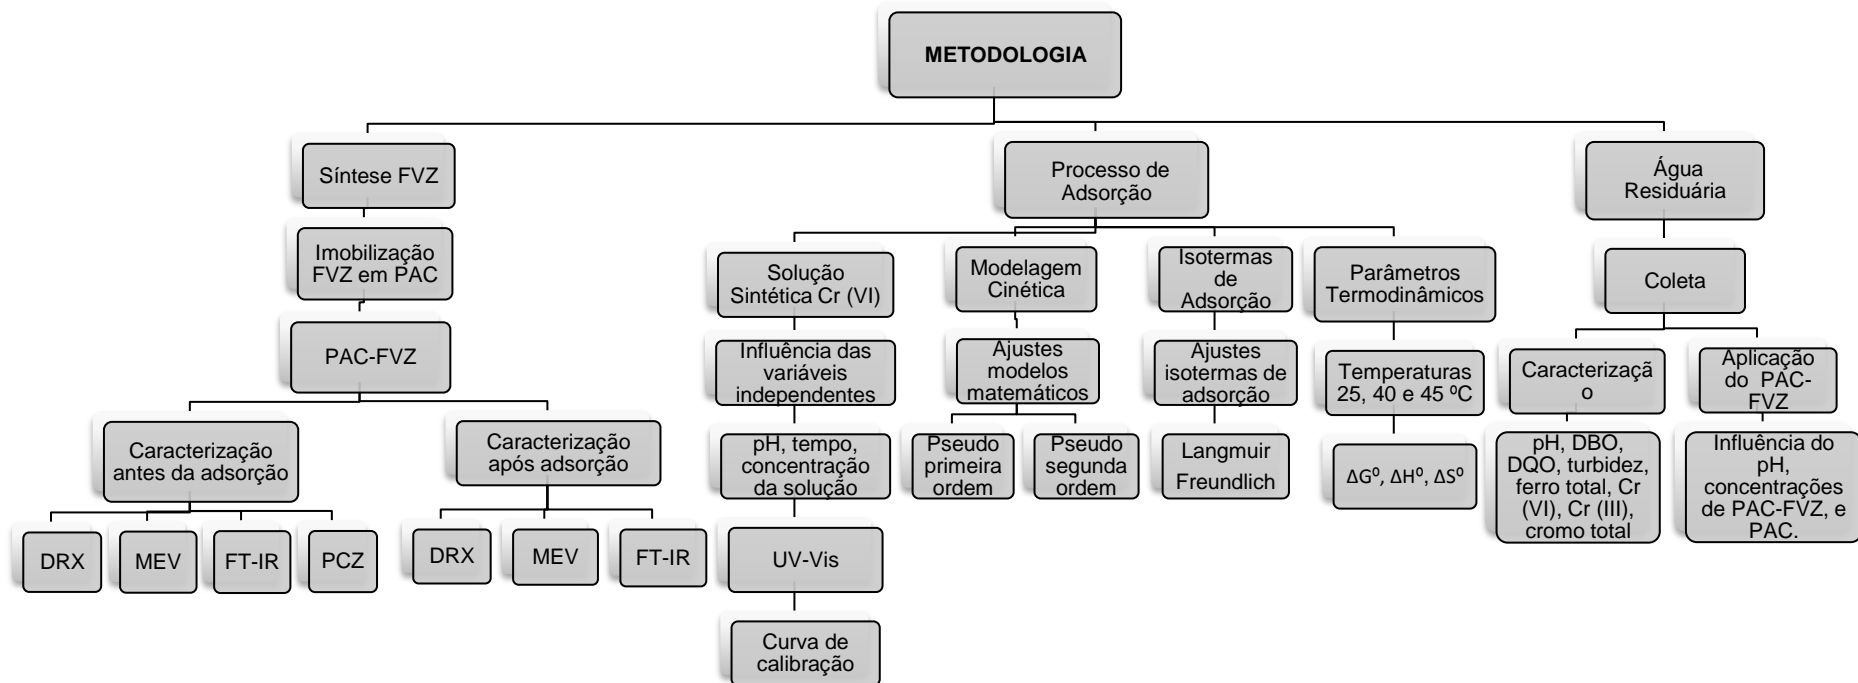 METODOLOGIA
Síntese FVZ
Imobilização
FVZ em PAC
PAC-FVZ
Caracterização
antes da adsorção
DRX
MEV
FT-IR
PCZ
Caracterização
após adsorção
DRX
MEV
FT-IR
Processo de
Adsorção
Solução
Sintética Cr (VI)
Influência das
variáveis
independentes
pH, tempo,
concentração
da solução
UV-Vis
Curva de
calibração
Modelagem
Cinética
Ajustes
modelos
matemáticos
Pseudo
primeira
ordem
Pseudo
segunda
ordem
Isotermas
de
Adsorção
Ajustes
isotermas de
adsorção
Langmuir
Freundlich
Parâmetros
Termodinâmicos
Temperaturas
25, 40 e 45 ºC
ΔG⁰, ΔH⁰, ΔS⁰
Água
Residuária
Coleta
Caracterizaçã
o
pH, DBO,
DQO, turbidez,
ferro total, Cr
(VI), Cr (III),
cromo total
Aplicação
do PAC-
FVZ
Influência do
pH,
concentrações
de PAC-FVZ, e
PAC.